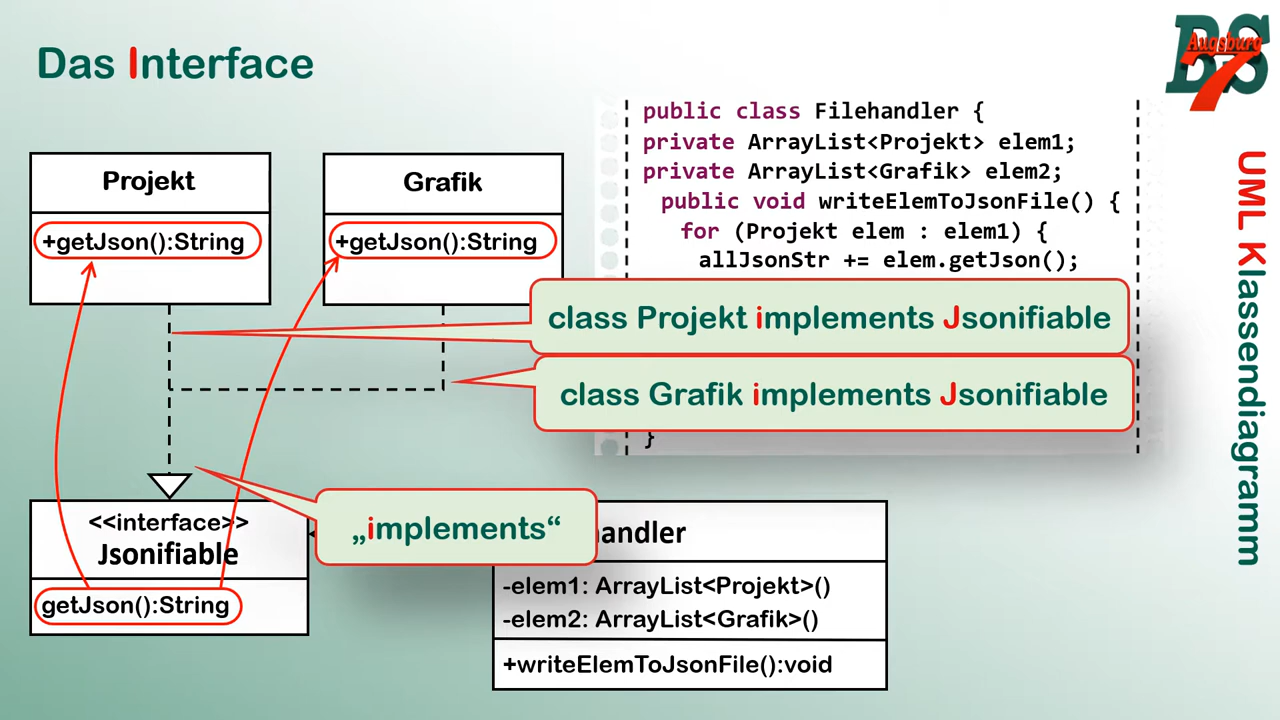 Das Interface
BS
Augsburg
7
UML Klassendiagramm
Projekt
+getJson():String
Grafik
+getJson():String
public class Filehandler {
private ArrayList<Projekt> elem1;
private ArrayList<Grafik> elem2;
public void writeElemToJsonFile() {
for (Projekt elem : elem1) {
allJsonStr += elem.getJson();
class Projekt implements Jsonifiable
class Grafik implements Jsonifiable
}
„implements“
<<interface>>
Jsonifiable
getJson():String
handler
-elem1: ArrayList<Projekt>()
-elem2: ArrayList<Grafik>()
+writeElemToJsonFile():void